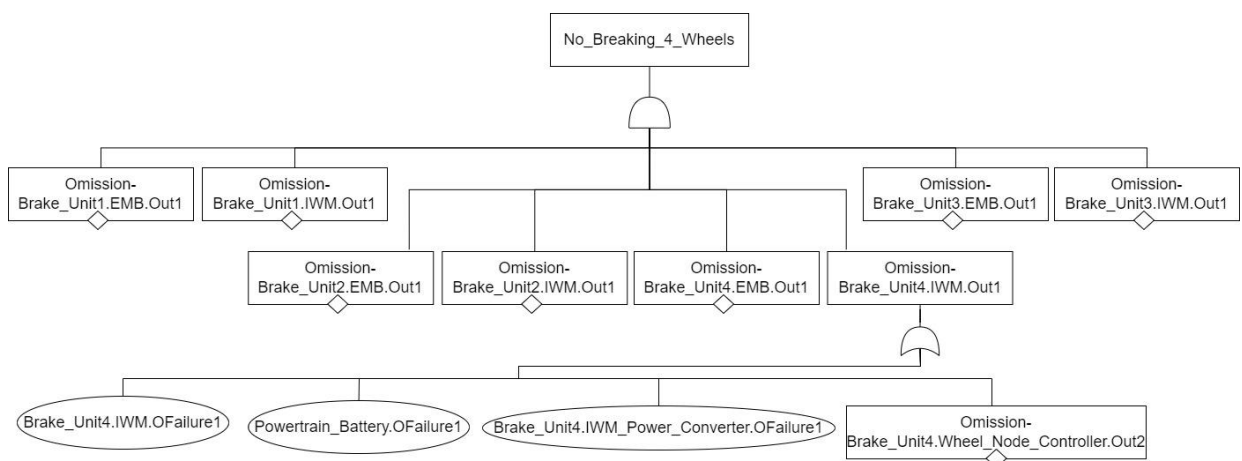 No_Breaking_4_Wheels
Omission-
Brake_Unit1.EMB.Out1
Omission-
Brake_Unit1.IWM.Out1
Omission-
Brake_Unit3.EMB.Out1
Omission-
Brake_Unit3.IWM.Out1
Omission-
Brake_Unit2.EMB.Out1
Omission-
Brake_Unit2.IWM.Out1
Omission-
Brake_Unit4.EMB.Out1
Omission-
Brake_Unit4.IWM.Out1
Brake_Unit4.IWM.OFailure1
Powertrain_Battery.OFailure1
Brake_Unit4.IWM_Power_Converter.OFailure1
Omission-
Brake_Unit4.Wheel_Node_Controller.Out2